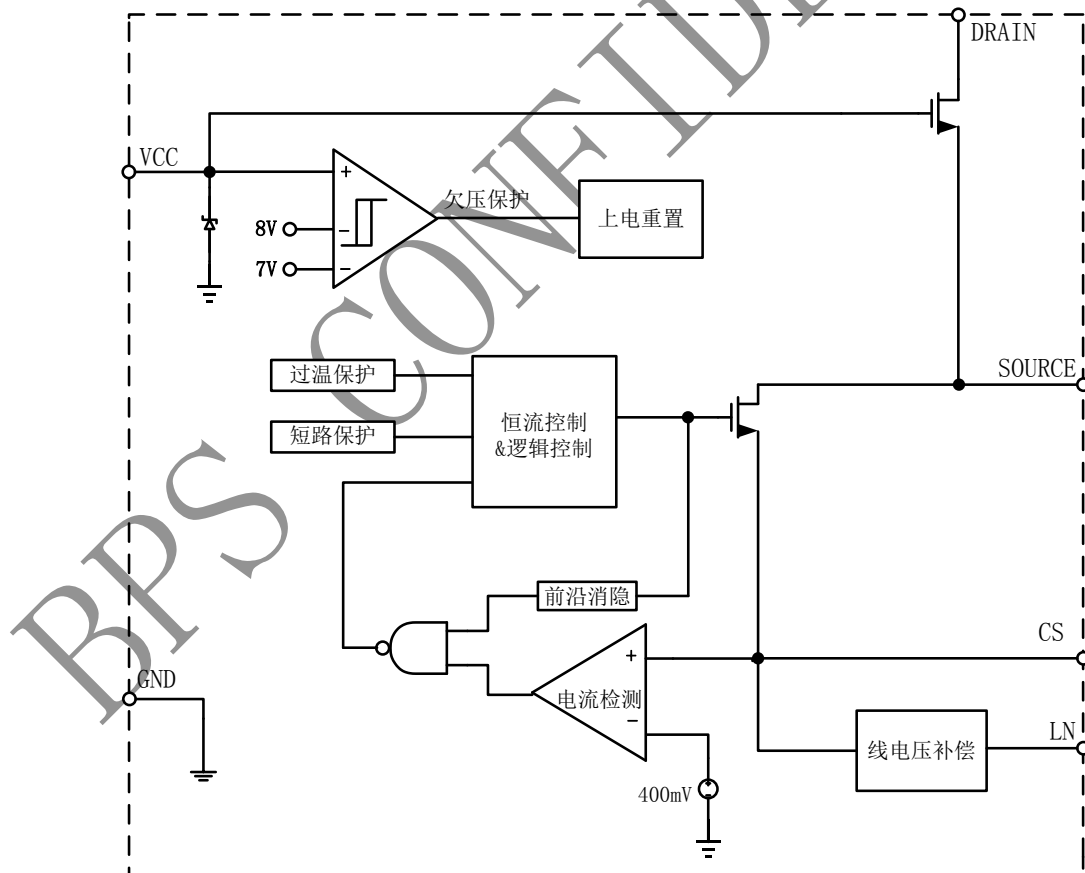 DRAIN
VCC
欠压保护
8V
7V
上电重置
过温保护
短路保护
恒流控制
&逻辑控制
SOURCE
前沿消隐
电流检测
CS
GND
线电压补偿
LN
400mV
BPS CONFIDE